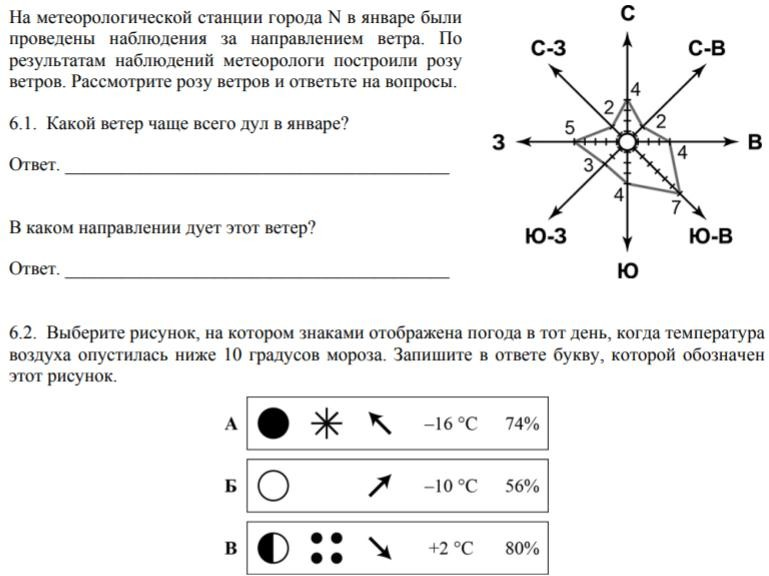 На метеорологической станции города N в январе были
проведены наблюдения за направлением ветра. По
результатам наблюдений метеорологи построили розу
ветров. Рассмотрите розу ветров и ответьте на вопросы.
6.1. Какой ветер чаще всего дул в январе?
Ответ.
В каком направлении дует этот ветер?
Ответ.
С
С-З
С-В
4
2
2
5
З
В
4
3
4
7
Ю-З
Ю-В
Ю
6.2. Выберите рисунок, на котором знаками отображена погода в тот день, когда температура
воздуха опустилась ниже 10 градусов мороза. Запишите в ответе букву, которой обозначен
этот рисунок.
А –16 °С 74%
Б –10 °С 56%
В +2 °С 80%